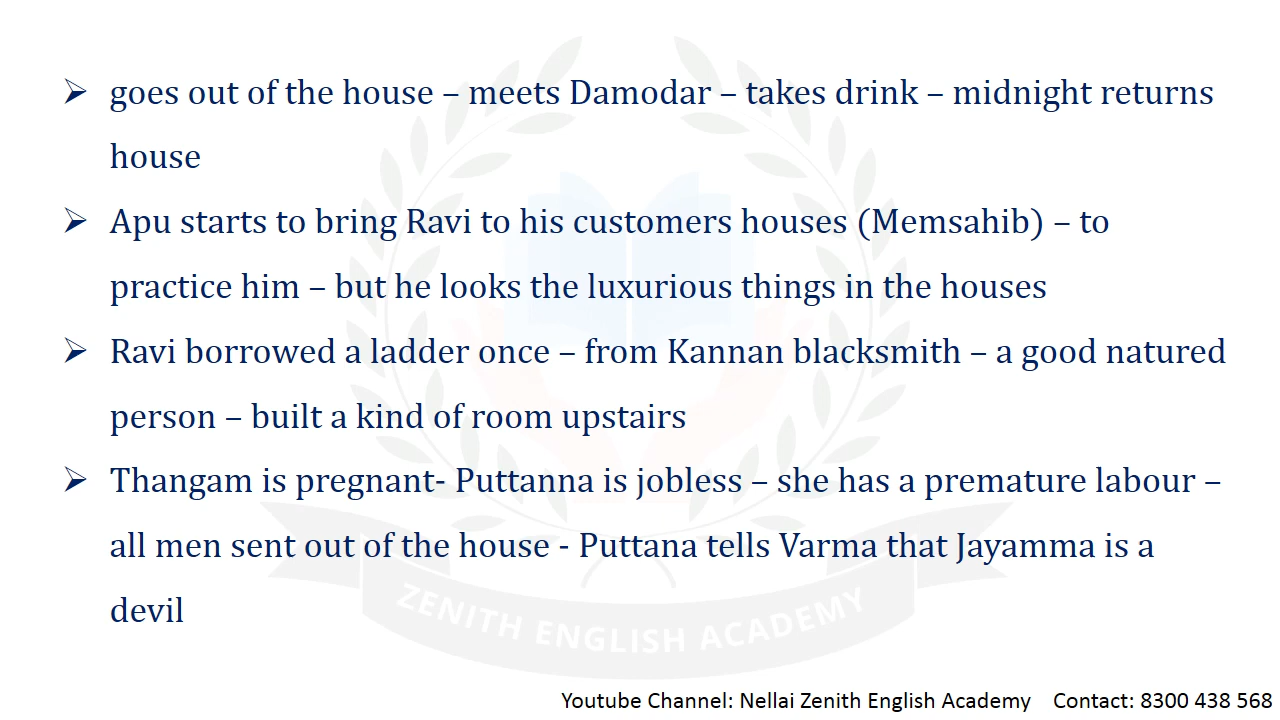 ➢ goes out of the house – meets Damodar – takes drink – midnight returns
house
➢ Apu starts to bring Ravi to his customers houses (Memsahib) – to
practice him – but he looks the luxurious things in the houses
➢ Ravi borrowed a ladder once – from Kannan blacksmith – a good natured
person – built a kind of room upstairs
➢ Thangam is pregnant- Puttanna is jobless – she has a premature labour –
all men sent out of the house - Puttana tells Varma that Jayamma is a
devil
ZENITH ENGLISH ACADEMY
Youtube Channel: Nellai Zenith English Academy    Contact: 8300 438 568